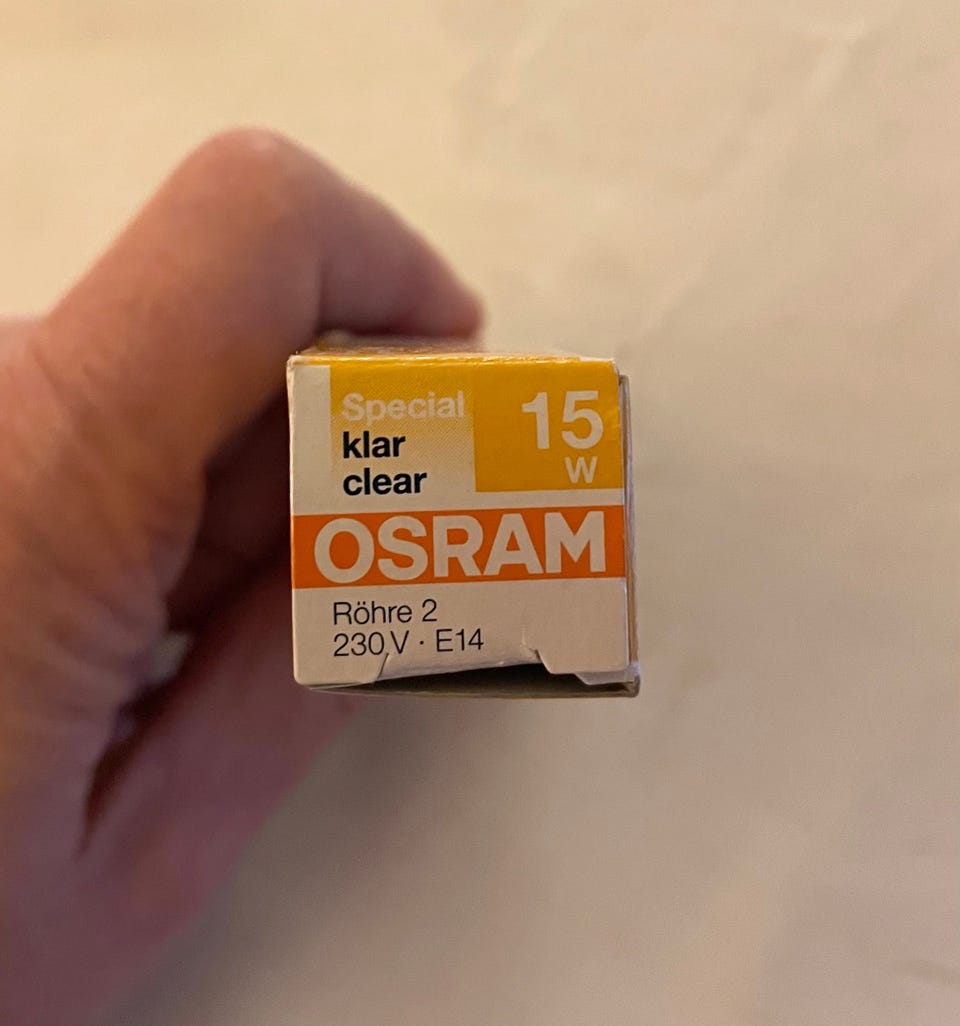 Special
klar
clear
15
W
OSRAM
Röhre 2
230 V · E14